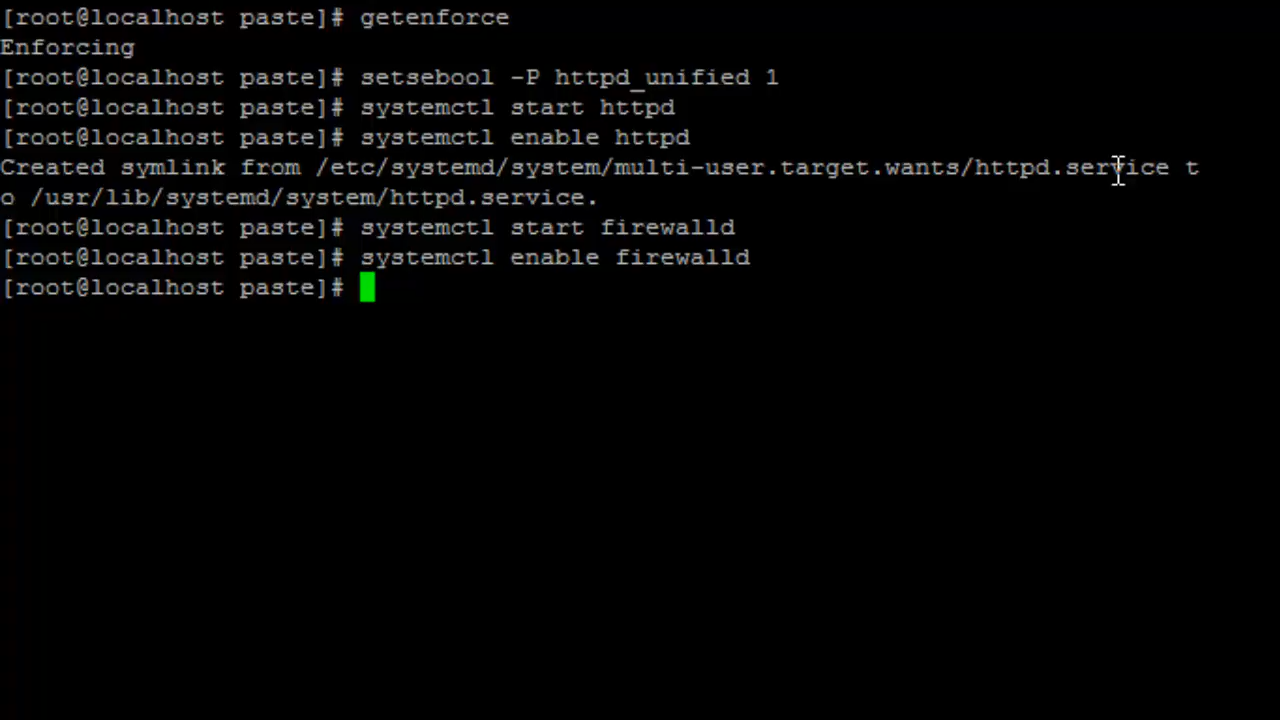 [root@localhost paste]# getenforce
Enforcing
[root@localhost paste]# setsebool -P httpd_unified 1
[root@localhost paste]# systemctl start httpd
[root@localhost paste]# systemctl enable httpd
Created symlink from /etc/systemd/system/multi-user.target.wants/httpd.service t
o /usr/lib/systemd/system/httpd.service.
[root@localhost paste]# systemctl start firewalld
[root@localhost paste]# systemctl enable firewalld
[root@localhost paste]#